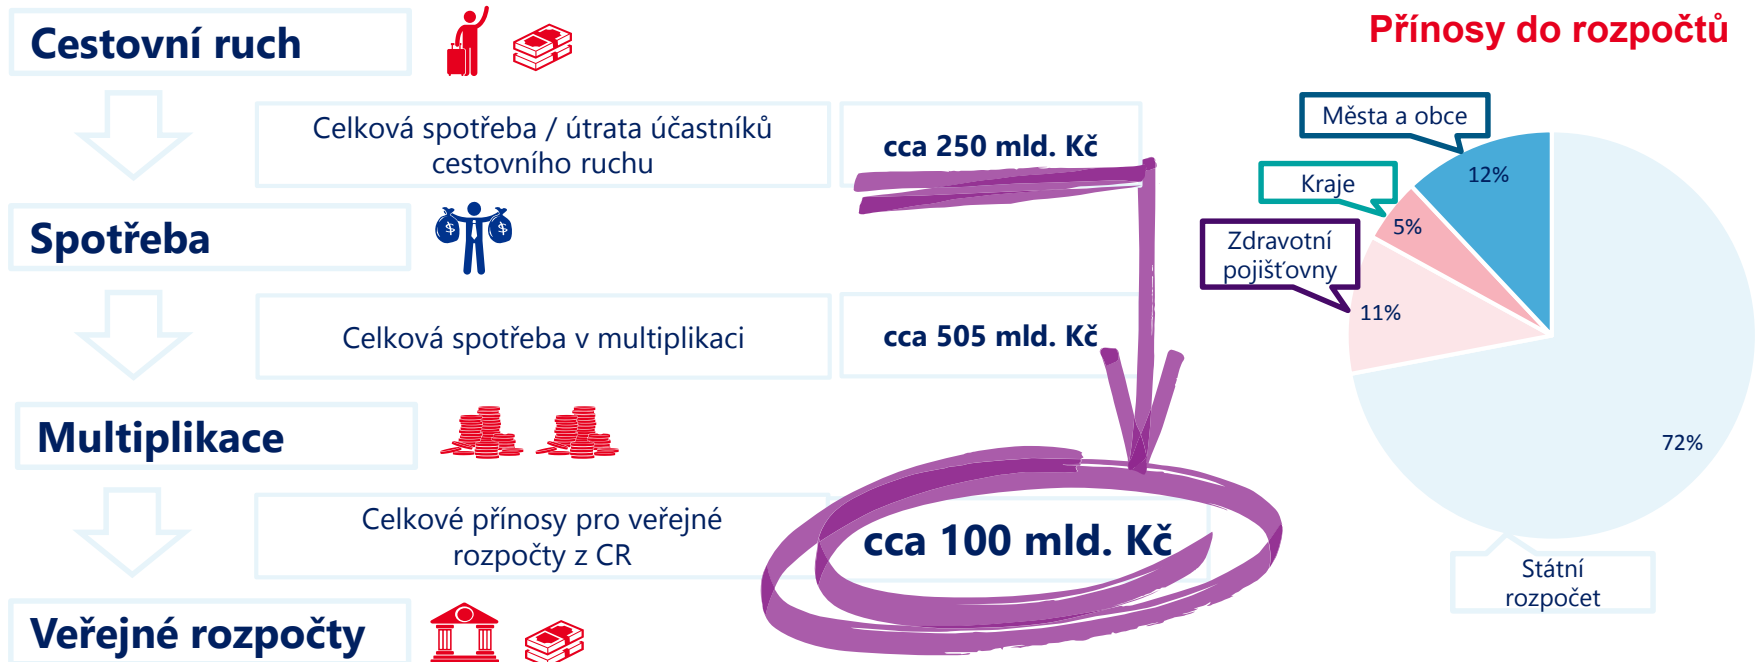 Cestovní ruch
Celková spotřeba / útrata účastníků
cestovního ruchu
cca 250 mld. Kč
Spotřeba
Celková spotřeba v multiplikaci
cca 505 mld. Kč
Multiplikace
Celkové přínosy pro veřejné
rozpočty z CR
cca 100 mld. Kč
Veřejné rozpočty
Přínosy do rozpočtů
Města a obce
12%
Kraje
5%
Zdravotní
pojišťovny
11%
72%
Státní
rozpočet